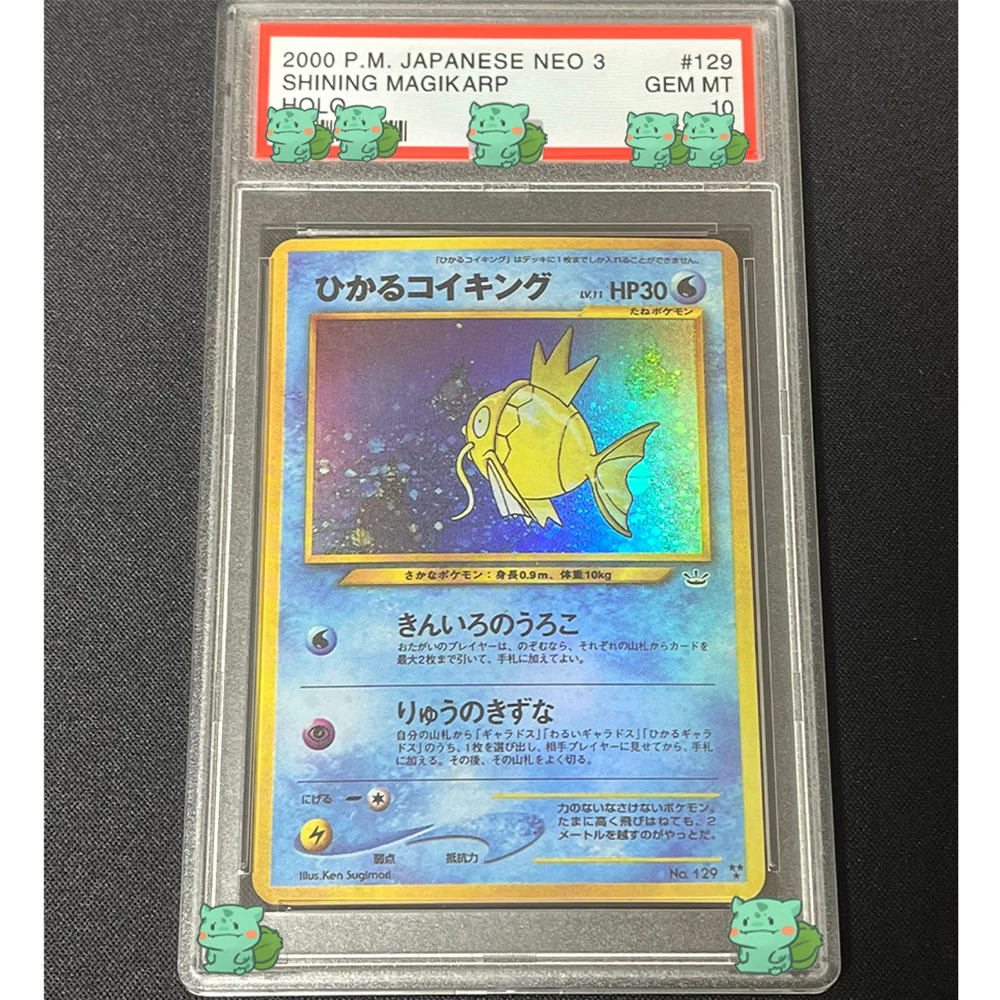 2000 P.M. JAPANESE NEO 3 #129
SHINING MAGIKARP GEM MT
HOLO 10
「ひかるコイキング」はデッキに1枚までしか入れることができません。
ひかるコイキング LV.11 HP30
たねポケモン
さかなポケモン：身長0.9m、体重10kg
きんいろのうろこ
おたがいのプレイヤーは、のぞむなら、それぞれの山札からカードを
最大2枚まで引いて、手札に加えてよい。
りゅうのきずな
自分の山札から「ギャラドス」「わるいギャラドス」「ひかるギャラ
ドス」のうち、1枚を選び出し、相手プレイヤーに見せてから、手札
に加える。その後、その山札をよく切る。
にげる
力のないなさけないポケモン。
たまに高く飛びはねても、2
メートルを越すのがやっとだ。
弱点 抵抗力
Illus.Ken Sugimori No. 129